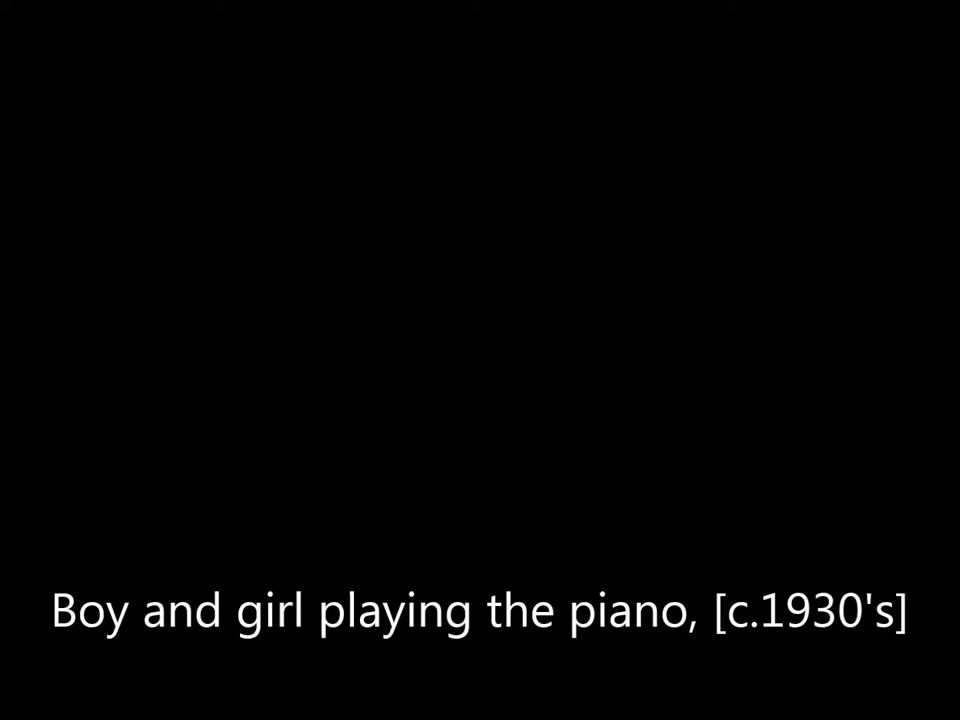 Boy and girl playing the piano, [c.1930's]